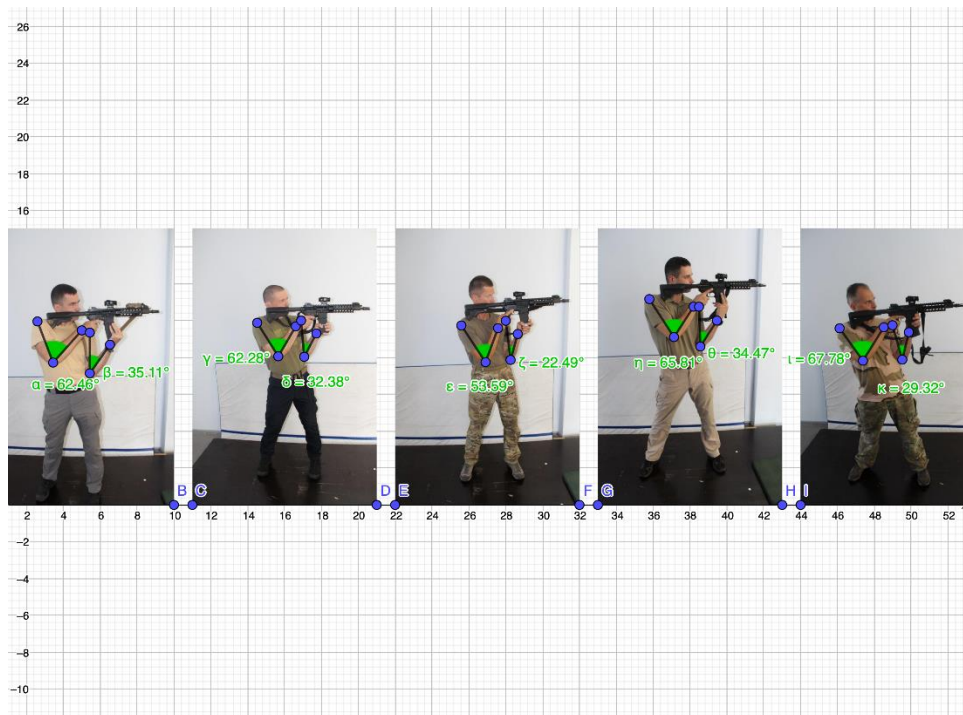 26
24
22
20
18
16
α = 62.46°
β = 35.11°
γ = 62.28°
δ = 32.38°
ε = 53.59°
ζ = 22.49°
η = 65.81°
θ = 34.47°
ι = 67.78°
κ = 29.32°
B C D E F G H I
2 4 6 8 10 12 14 16 18 20 22 24 26 28 30 32 34 36 38 40 42 44 46 48 50 52
−2
−4
−6
−8
−10